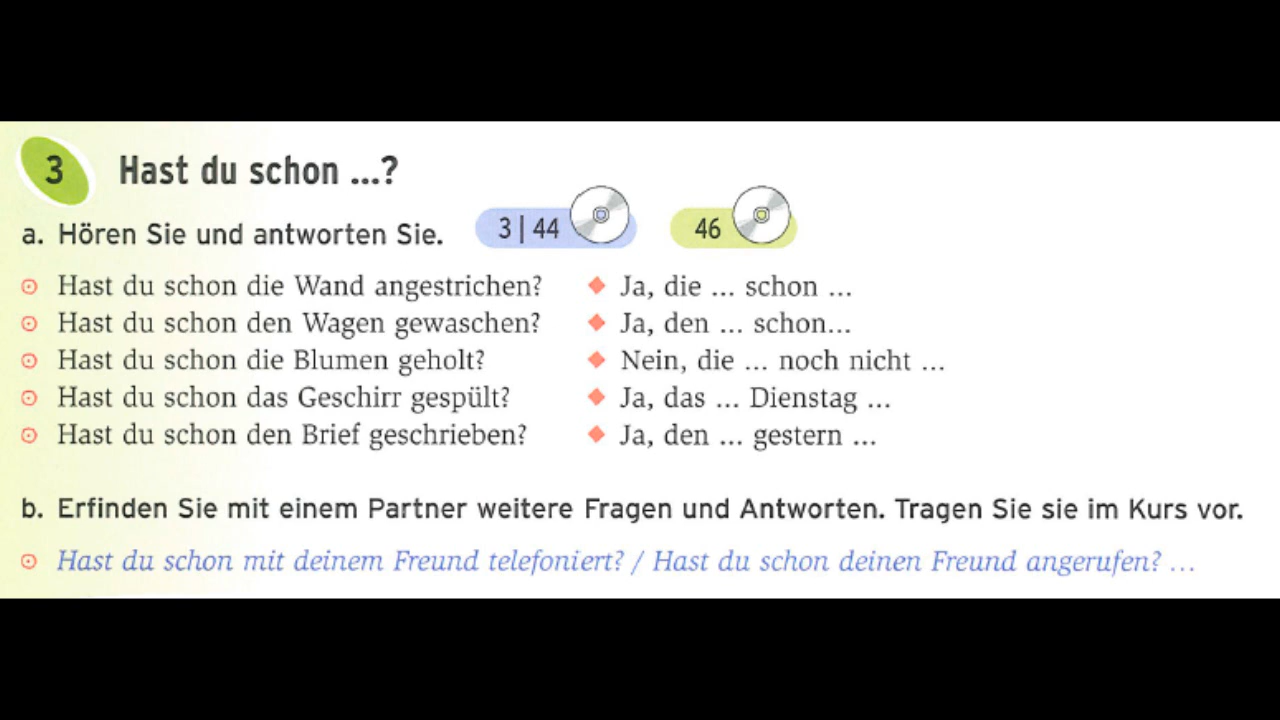 3 Hast du schon ...?
a. Hören Sie und antworten Sie. 3 | 44 46
Hast du schon die Wand angestrichen? Ja, die ... schon ...
Hast du schon den Wagen gewaschen? Ja, den ... schon...
Hast du schon die Blumen geholt? Nein, die ... noch nicht ...
Hast du schon das Geschirr gespült? Ja, das ... Dienstag ...
Hast du schon den Brief geschrieben? Ja, den ... gestern ...
b. Erfinden Sie mit einem Partner weitere Fragen und Antworten. Tragen Sie sie im Kurs vor.
Hast du schon mit deinem Freund telefoniert? / Hast du schon deinen Freund angerufen? ...